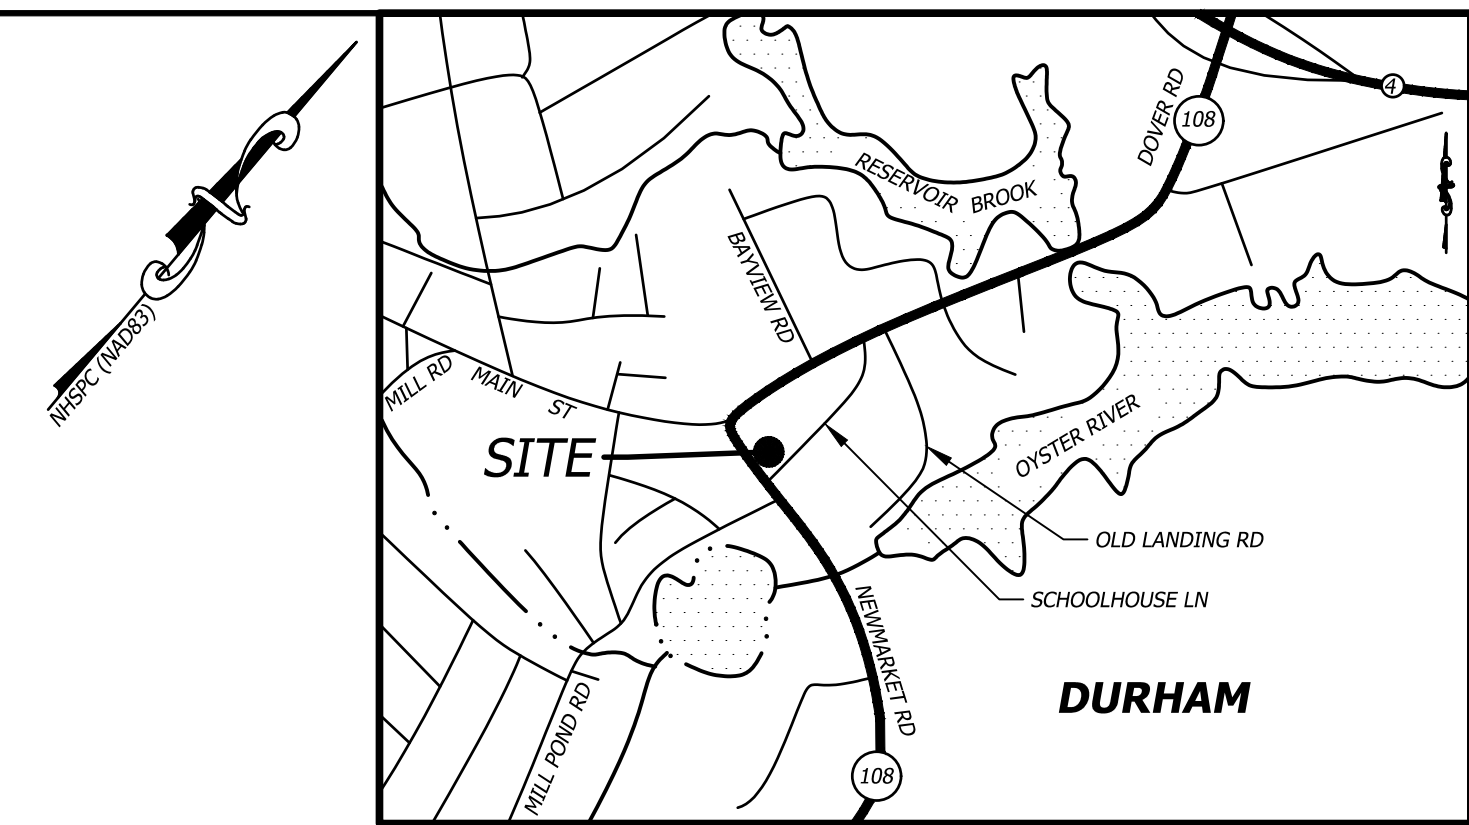 NHSPC (NAD83)
4
108
DOVER RD
RESERVOIR BROOK
BAYVIEW RD
MILL RD
MAIN ST
SITE
OYSTER RIVER
OLD LANDING RD
SCHOOLHOUSE LN
NEWMARKET RD
DURHAM
MILL POND RD
108